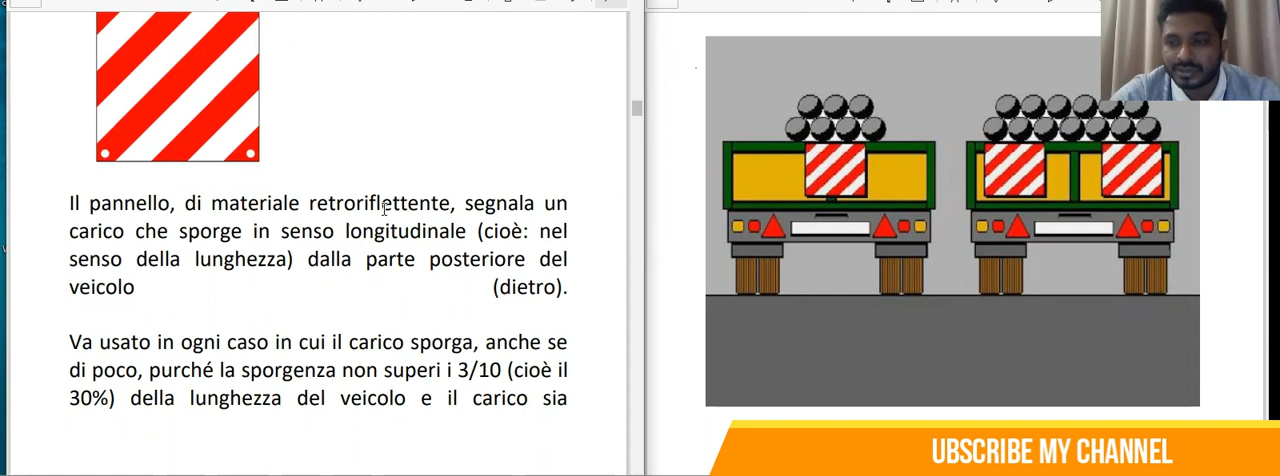 Il pannello, di materiale retroriflettente, segnala un
carico che sporge in senso longitudinale (cioè: nel
senso della lunghezza) dalla parte posteriore del
veicolo (dietro).
Va usato in ogni caso in cui il carico sporga, anche se
di poco, purché la sporgenza non superi i 3/10 (cioè il
30%) della lunghezza del veicolo e il carico sia
UBSCRIBE MY CHANNEL